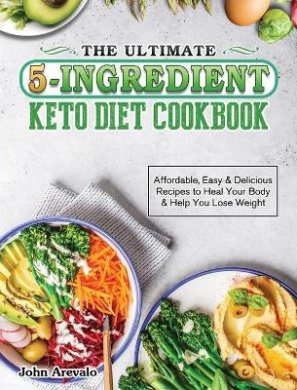 THE ULTIMATE
5-INGREDIENT
KETO DIET COOKBOOK
Affordable, Easy & Delicious
Recipes to Heal Your Body
& Help You Lose Weight
John Arevalo